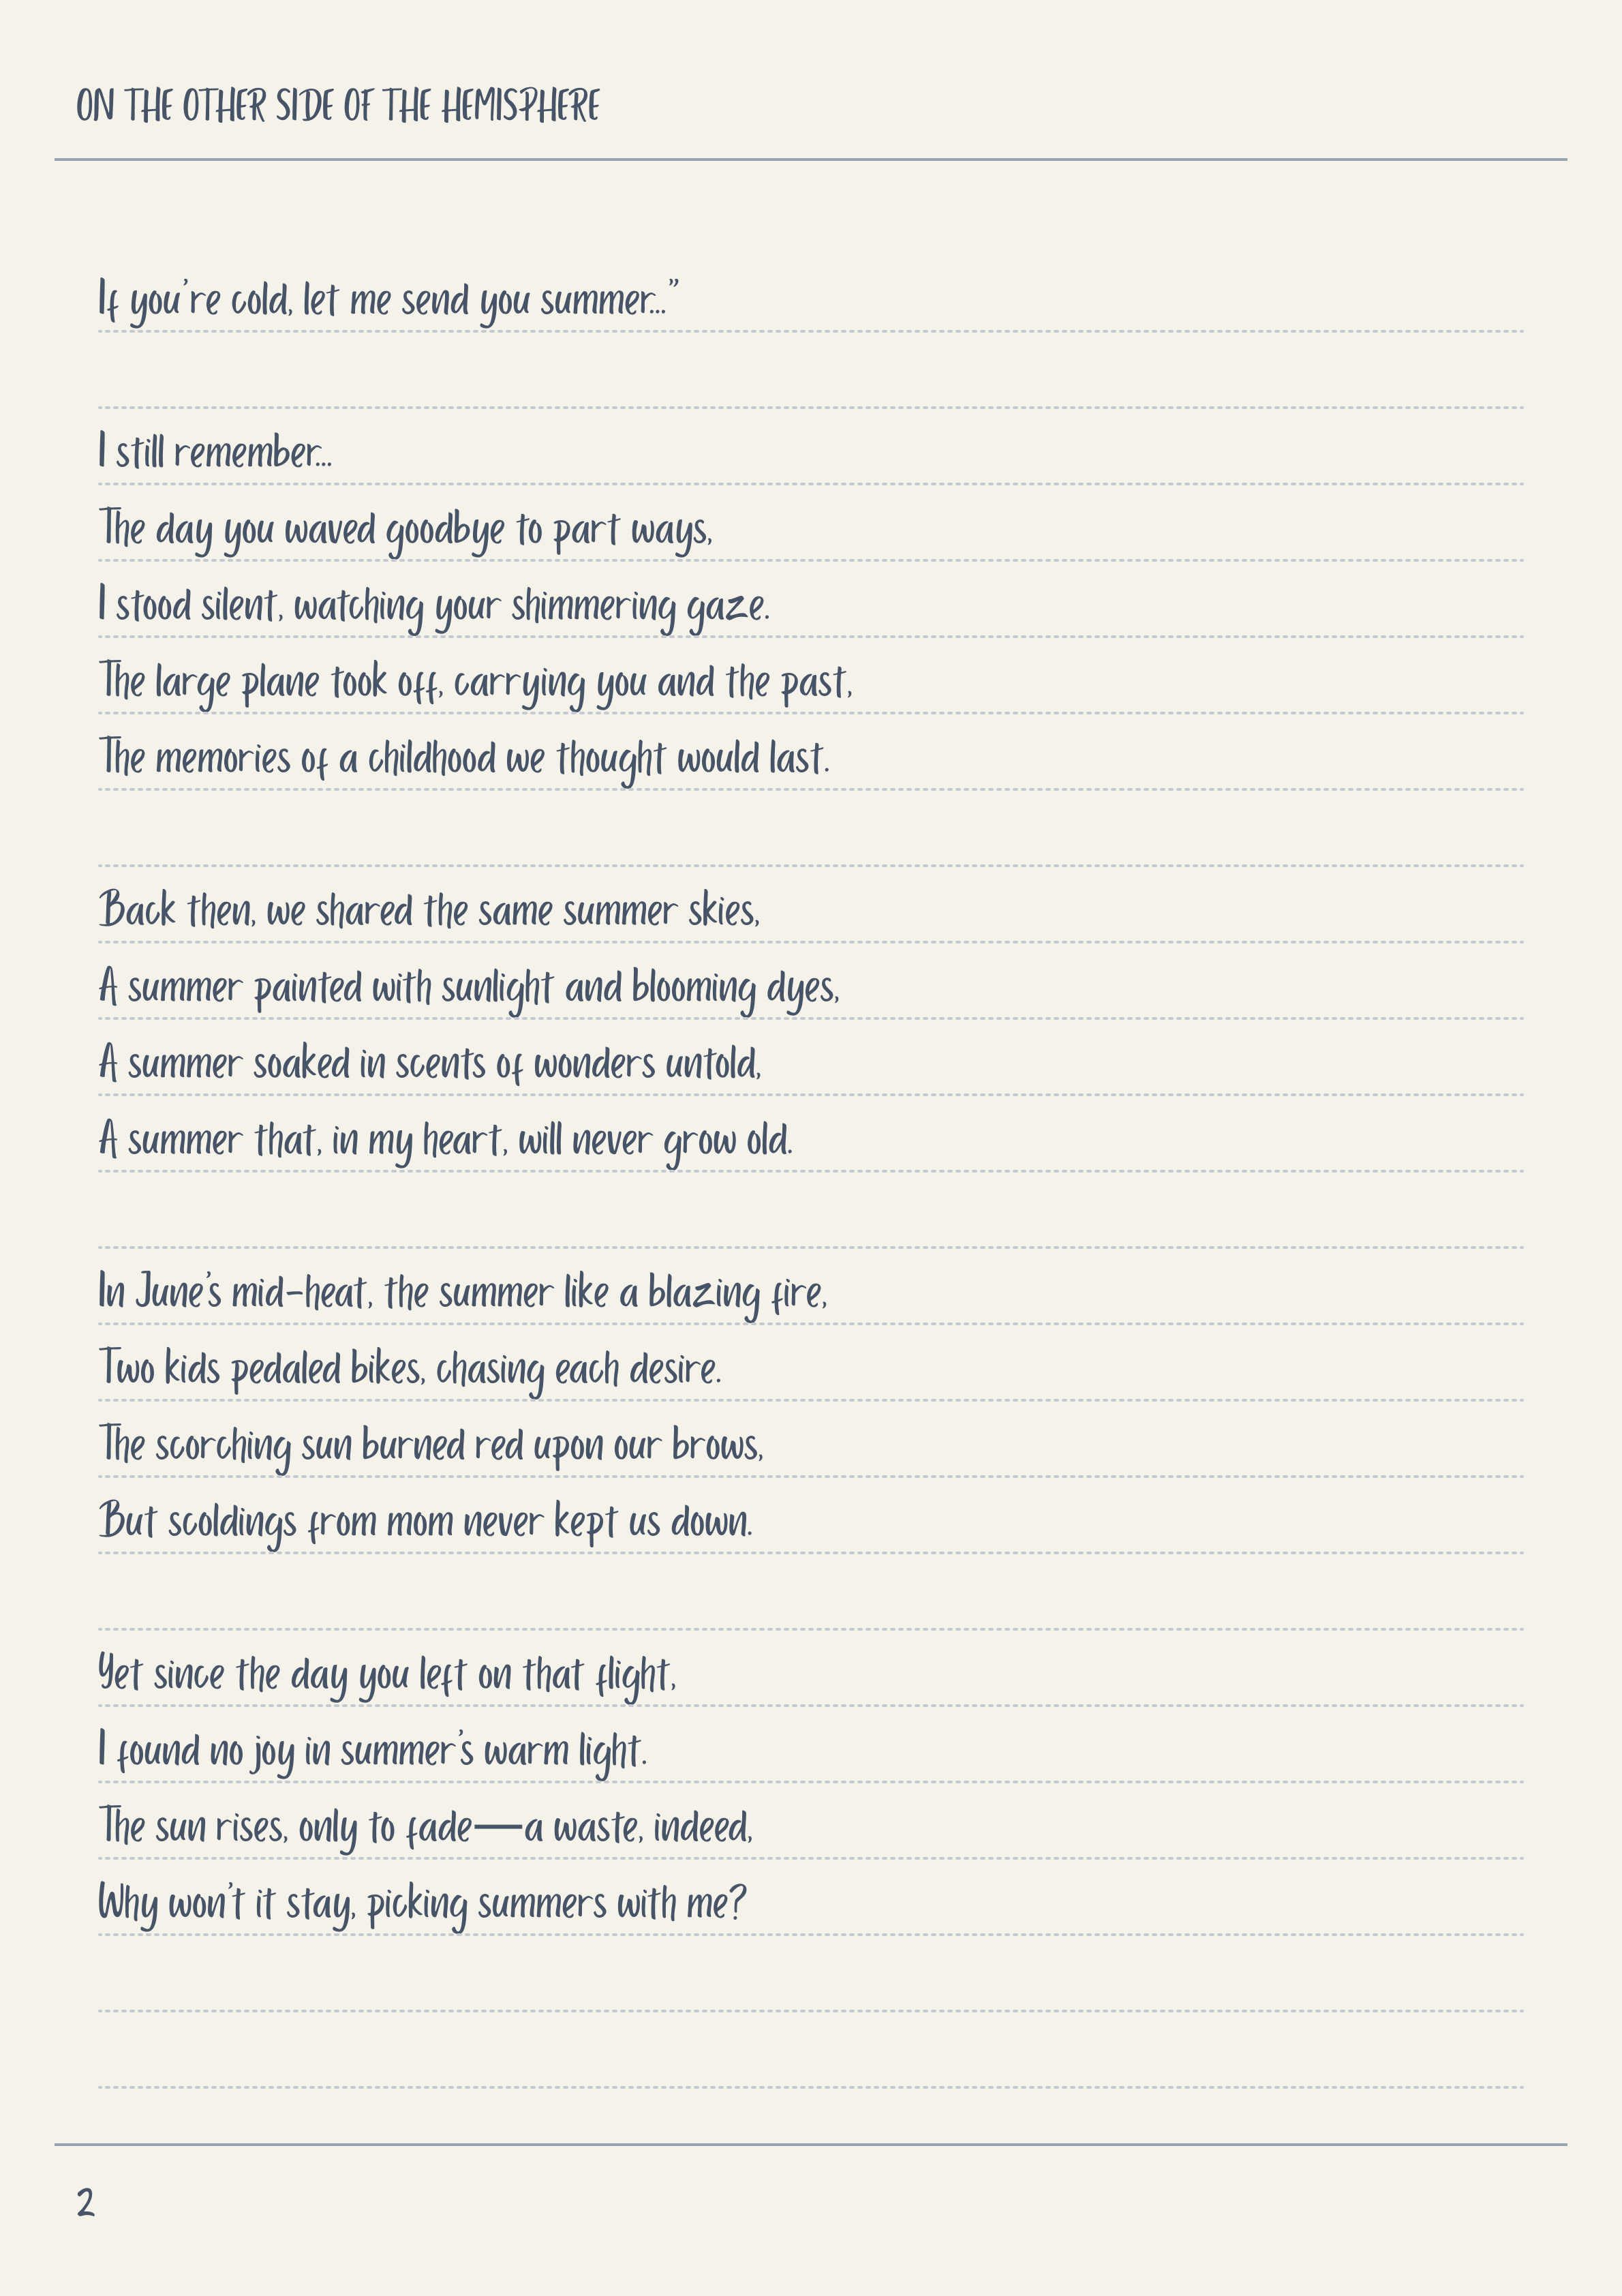 ON THE OTHER SIDE OF THE HEMISPHERE
If you’re cold, let me send you summer...”
I still remember...
The day you waved goodbye to part ways,
I stood silent, watching your shimmering gaze.
The large plane took off, carrying you and the past,
The memories of a childhood we thought would last.
Back then, we shared the same summer skies,
A summer painted with sunlight and blooming dyes,
A summer soaked in scents of wonders untold,
A summer that, in my heart, will never grow old.
In June’s mid-heat, the summer like a blazing fire,
Two kids pedaled bikes, chasing each desire.
The scorching sun burned red upon our brows,
But scoldings from mom never kept us down.
Yet since the day you left on that flight,
I found no joy in summer’s warm light.
The sun rises, only to fade—a waste, indeed,
Why won’t it stay, picking summers with me?
2